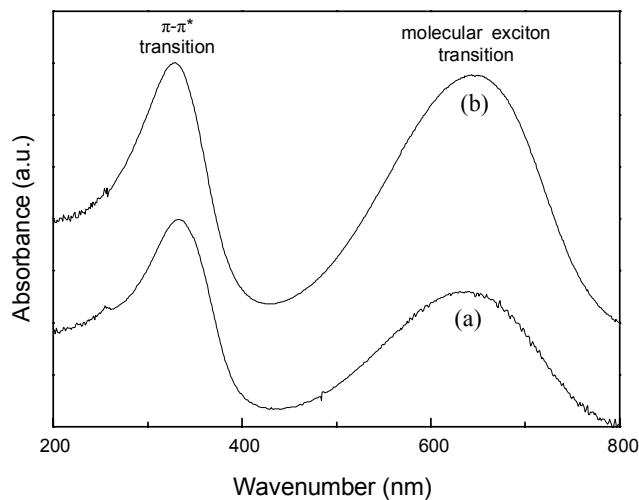 π-π*
transition
molecular exciton
transition
(b)
(a)
Absorbance (a.u.)
200
400
600
800
Wavenumber (nm)